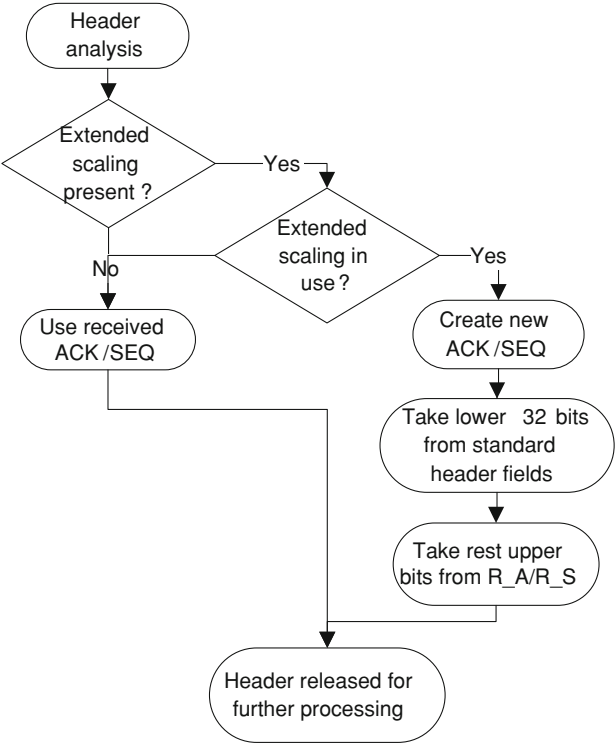 Header
analysis
Extended
scaling
present ?
Yes
Extended
scaling in
use ?
Yes
No
Use received
ACK /SEQ
Create new
ACK /SEQ
Take lower 32 bits
from standard
header fields
Take rest upper
bits from R_A/R_S
Header released for
further processing